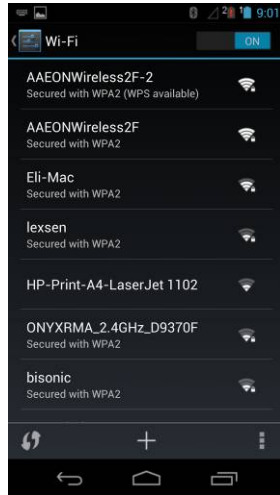 9:01
Wi-Fi
ON
AAEONWireless2F-2
Secured with WPA2 (WPS available)
AAEONWireless2F
Secured with WPA2
Eli-Mac
Secured with WPA2
lexsen
Secured with WPA2
HP-Print-A4-LaserJet 1102
ONYXRMA_2.4GHz_D9370F
Secured with WPA2
bisonic
Secured with WPA2